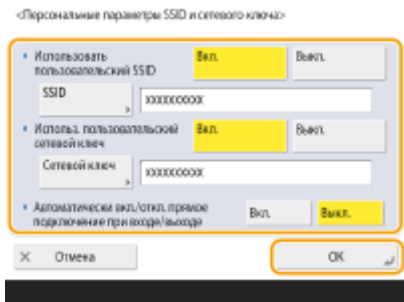 <Персональные параметры SSID и сетевого ключа>
Использовать Вкл. Выкл.
пользовательский SSID
SSID xxxxxxxxxx
Использ. пользовательский Вкл. Выкл.
сетевой ключ
Сетевой ключ xxxxxxxxxx
Автоматически вкл./откл. прямое Вкл. Выкл.
подключение при входе/выходе
Отмена OK